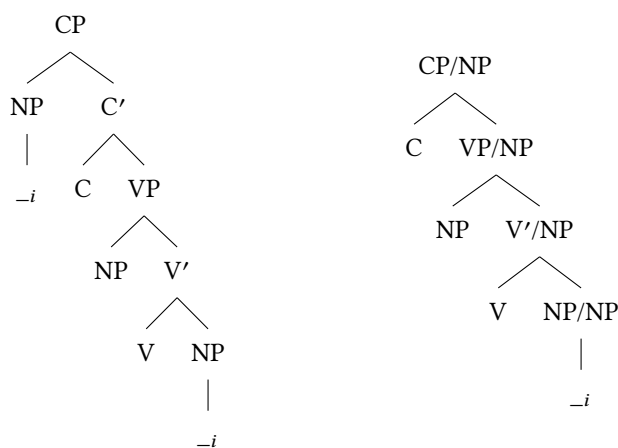 CP
NP C′
_i C VP
NP V′
V NP
_i
CP/NP
C VP/NP
NP V′/NP
V NP/NP
_i